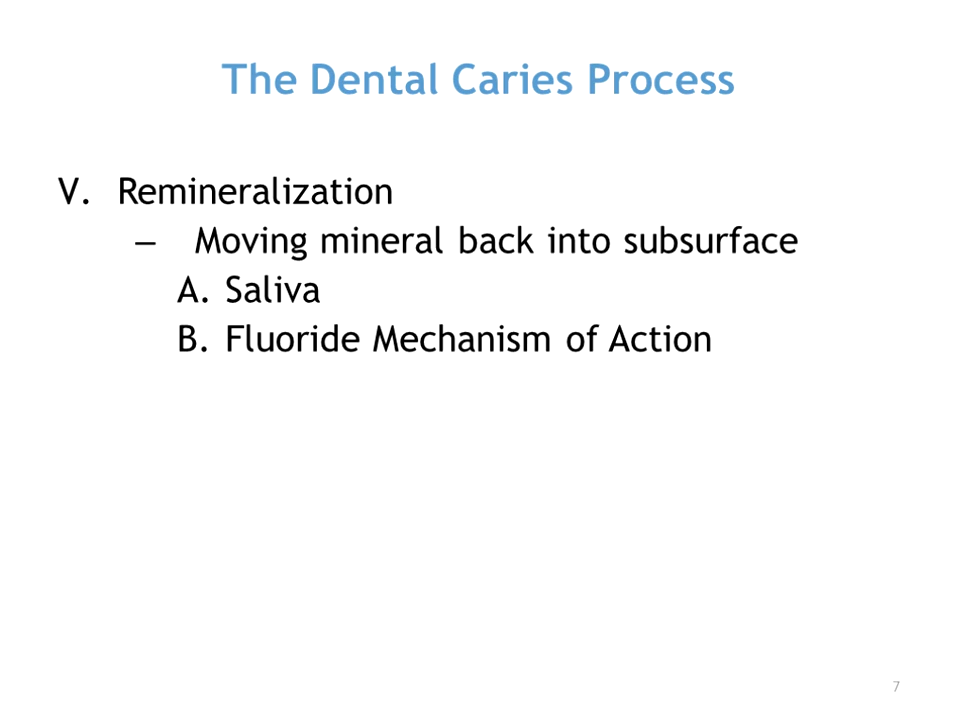 The Dental Caries Process
V. Remineralization
– Moving mineral back into subsurface
A. Saliva
B. Fluoride Mechanism of Action
7